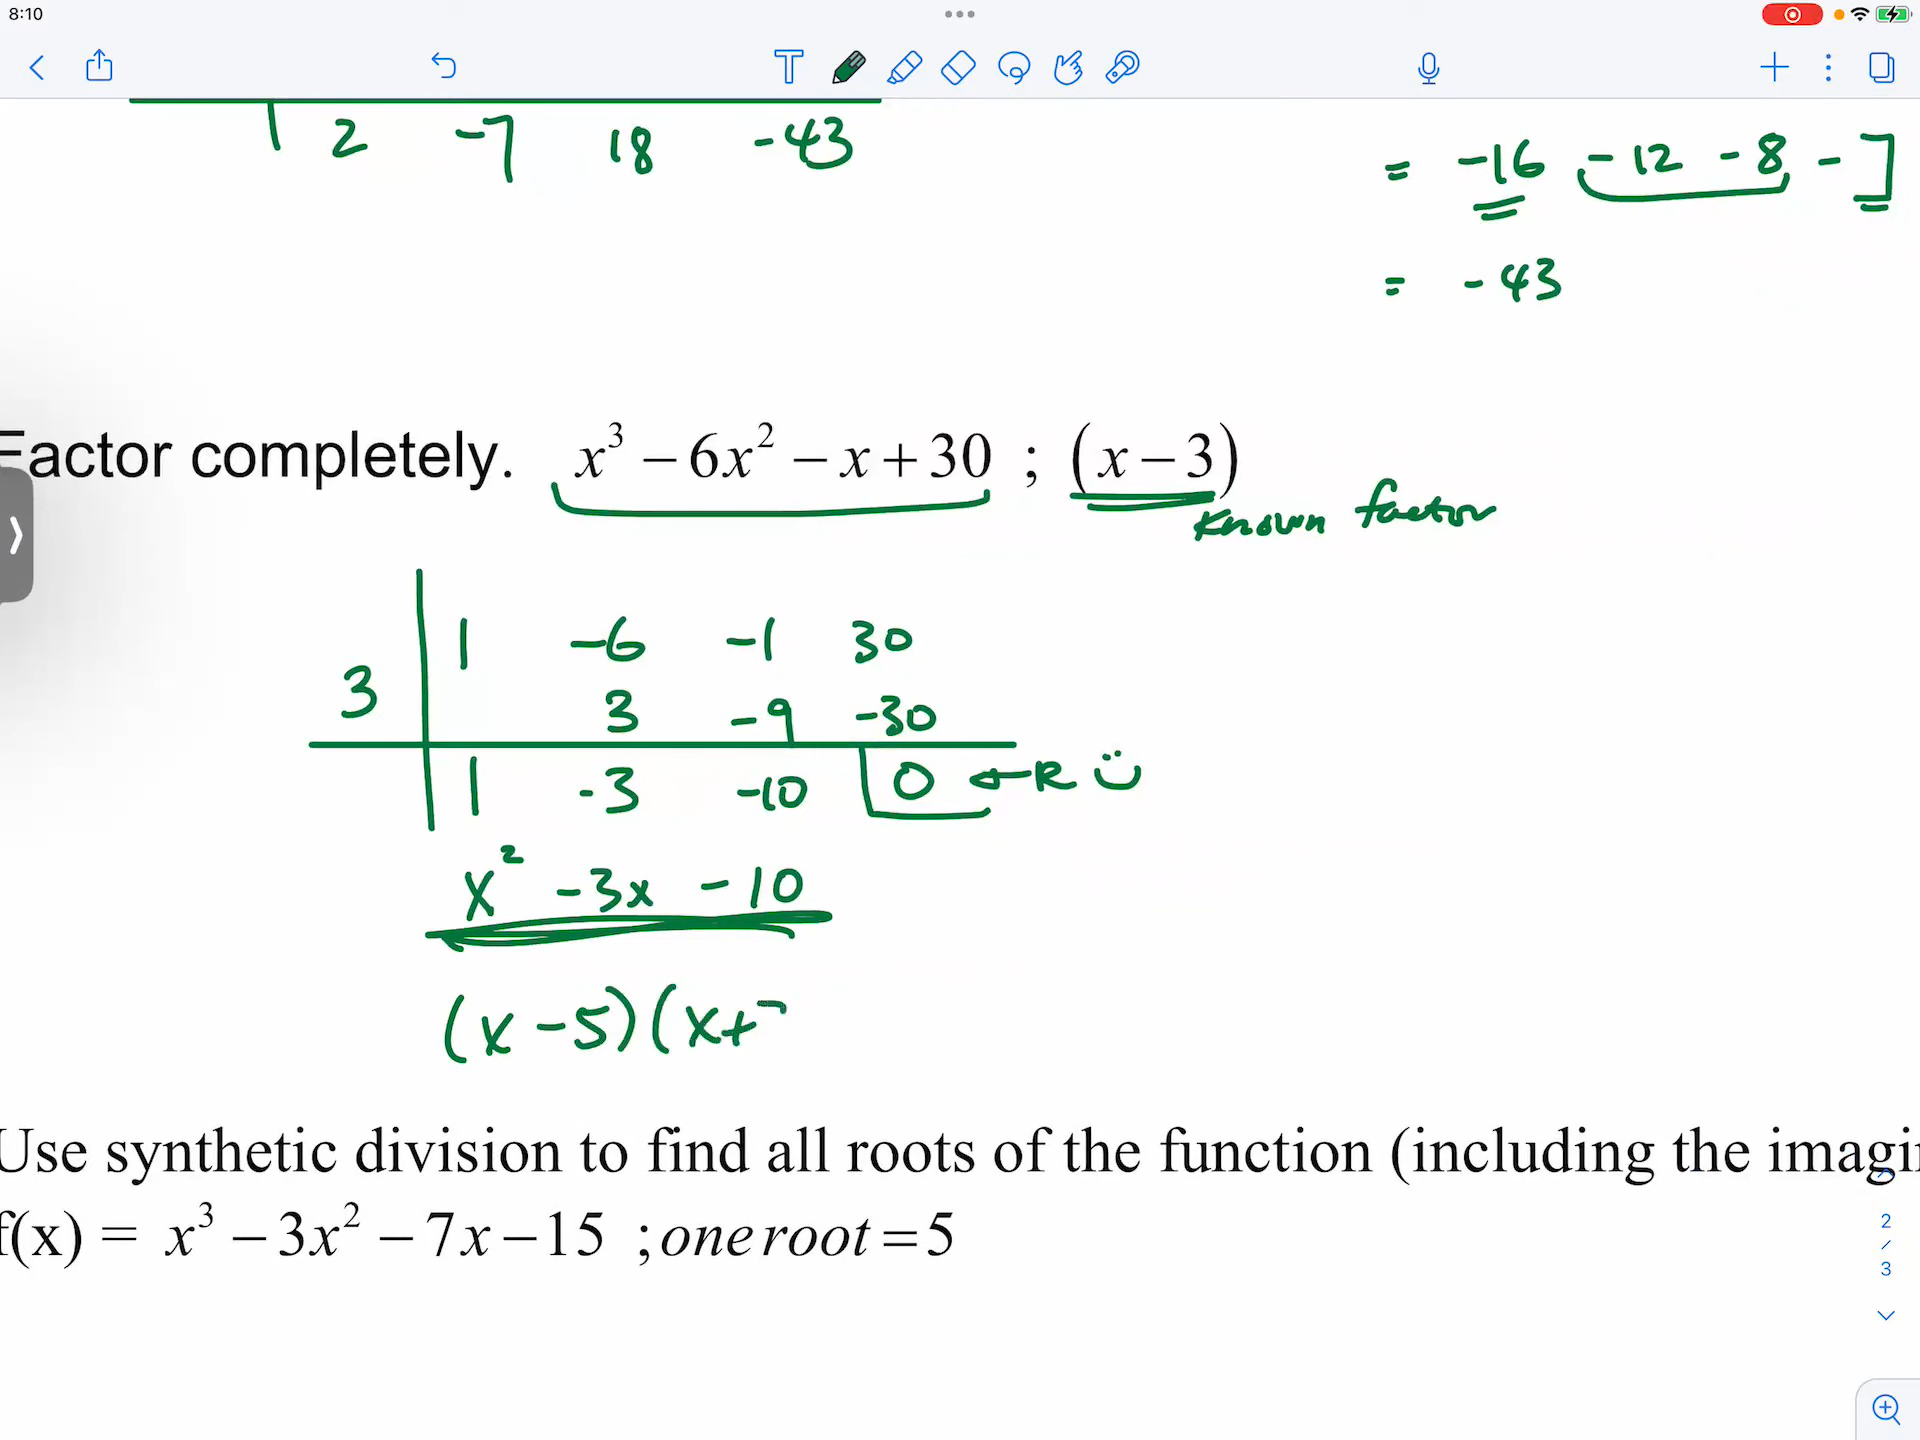 8:10
2 -7 18 -43
= -16 -12 -8 -7
= -43
Factor completely. x³ − 6x² − x + 30 ; (x − 3)
known factor
1 -6 -1 30
3
3 -9 -30
1 -3 -10 0 ← R
x² -3x -10
(x -5)(x+
Use synthetic division to find all roots of the function (including the imagi
f(x) = x³ − 3x² − 7x − 15 ; one root = 5
2
/
3